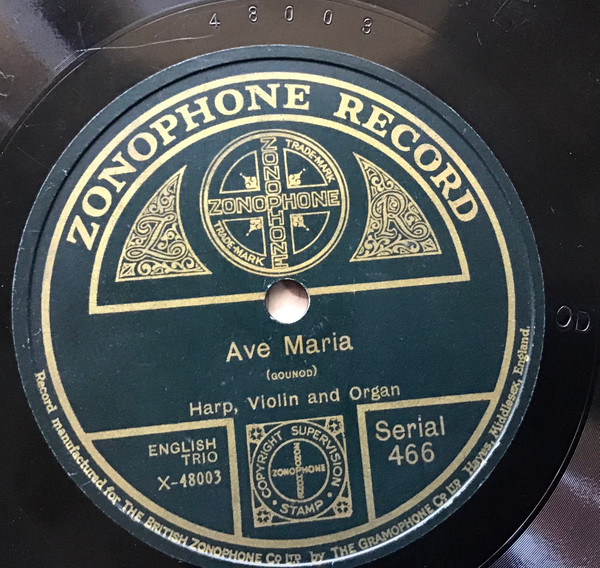 48003
ZONOPHONE RECORD
ZONOPHONE
ZONOPHONE
TRADE-MARK
TRADE-MARK
Z
R
OD
Ave Maria
(GOUNOD)
Harp, Violin and Organ
ENGLISH
TRIO
X-48003
COPYRIGHT SUPERVISION
ZONOPHONE
STAMP
Serial
466
Record manufactured for THE BRITISH ZONOPHONE Co LTD by THE GRAMOPHONE Co LTD Hayes, Middlesex, England.